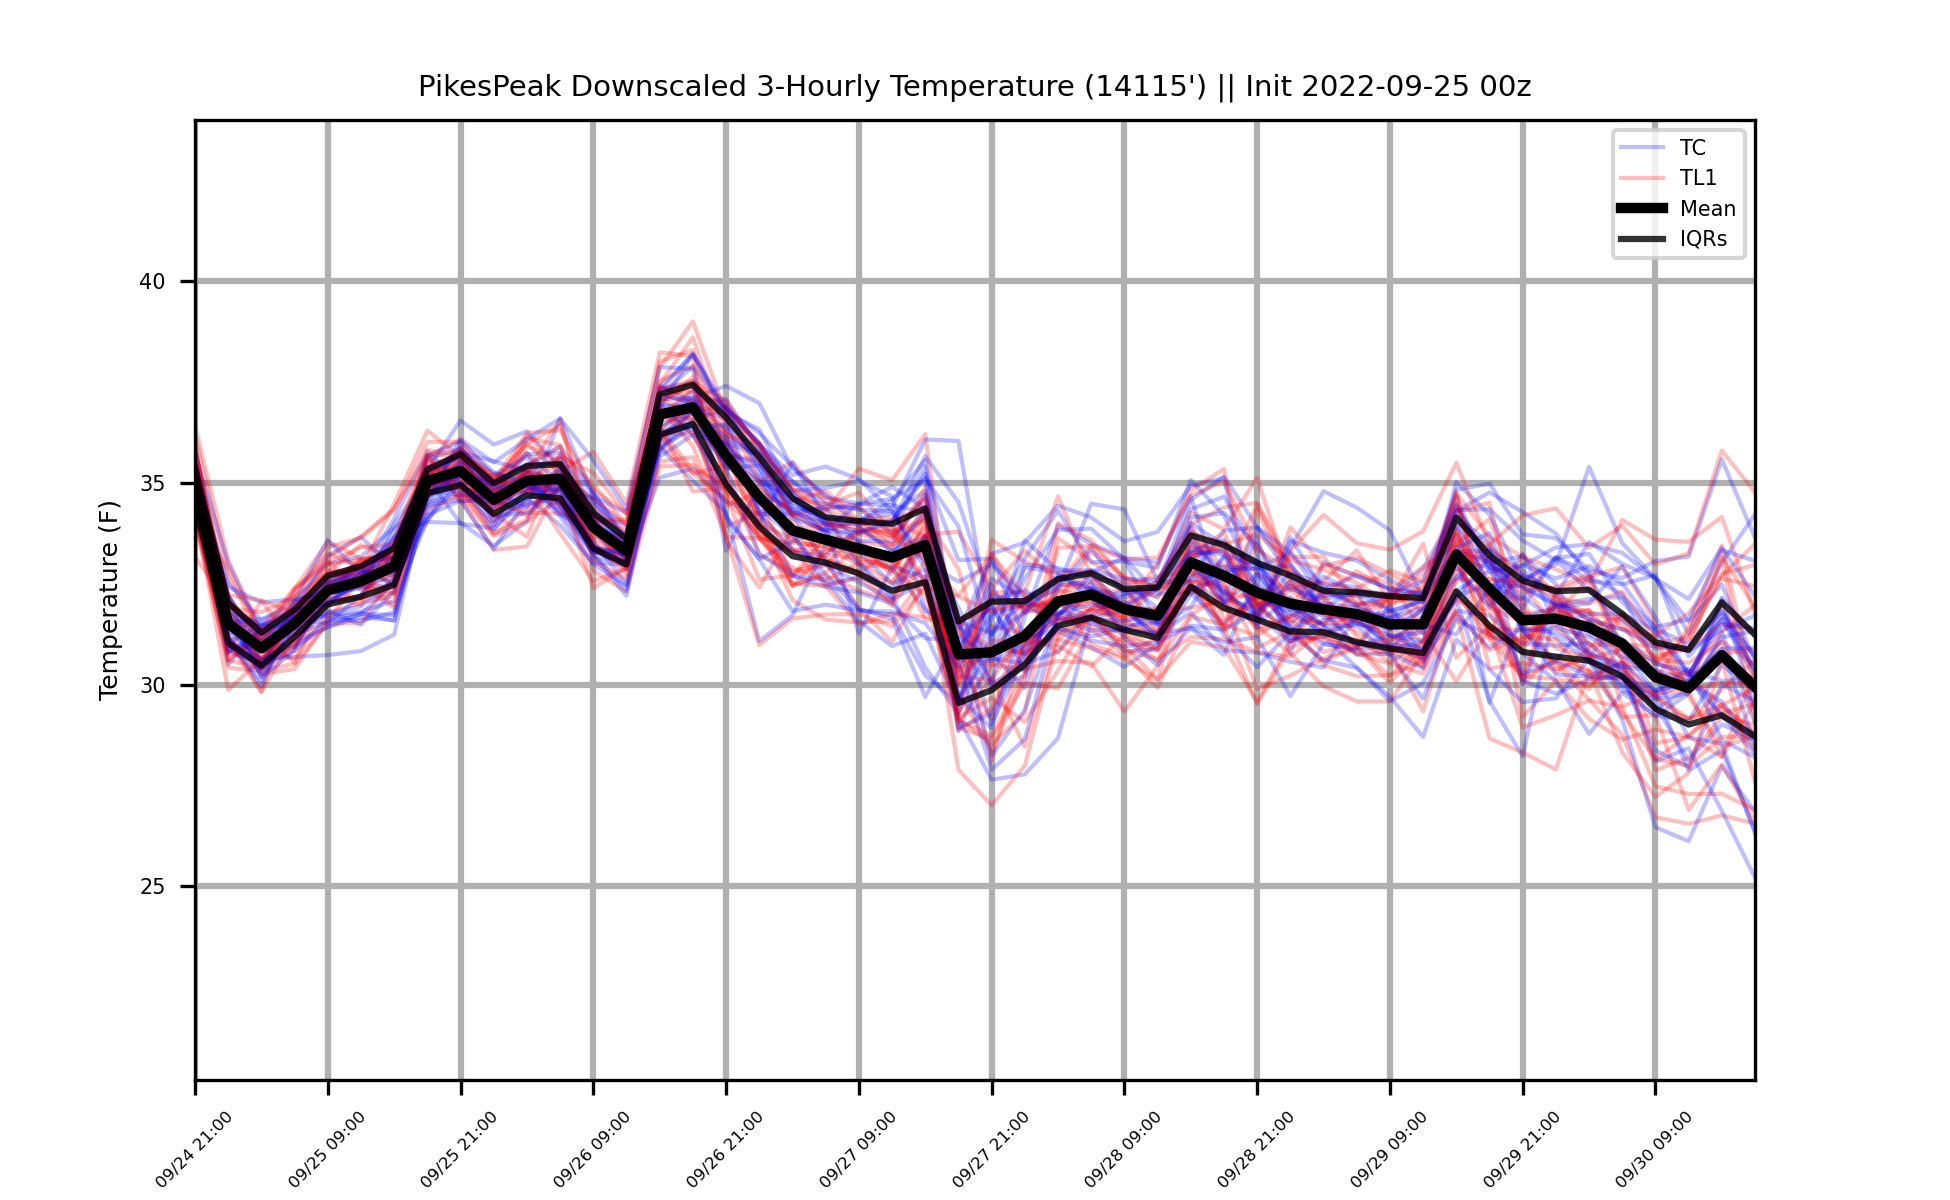 PikesPeak Downscaled 3-Hourly Temperature (14115') || Init 2022-09-25 00z
TC
TL1
Mean
IQRs
Temperature (F)
40
35
30
25
09/24 21:00
09/25 09:00
09/25 21:00
09/26 09:00
09/26 21:00
09/27 09:00
09/27 21:00
09/28 09:00
09/28 21:00
09/29 09:00
09/29 21:00
09/30 09:00